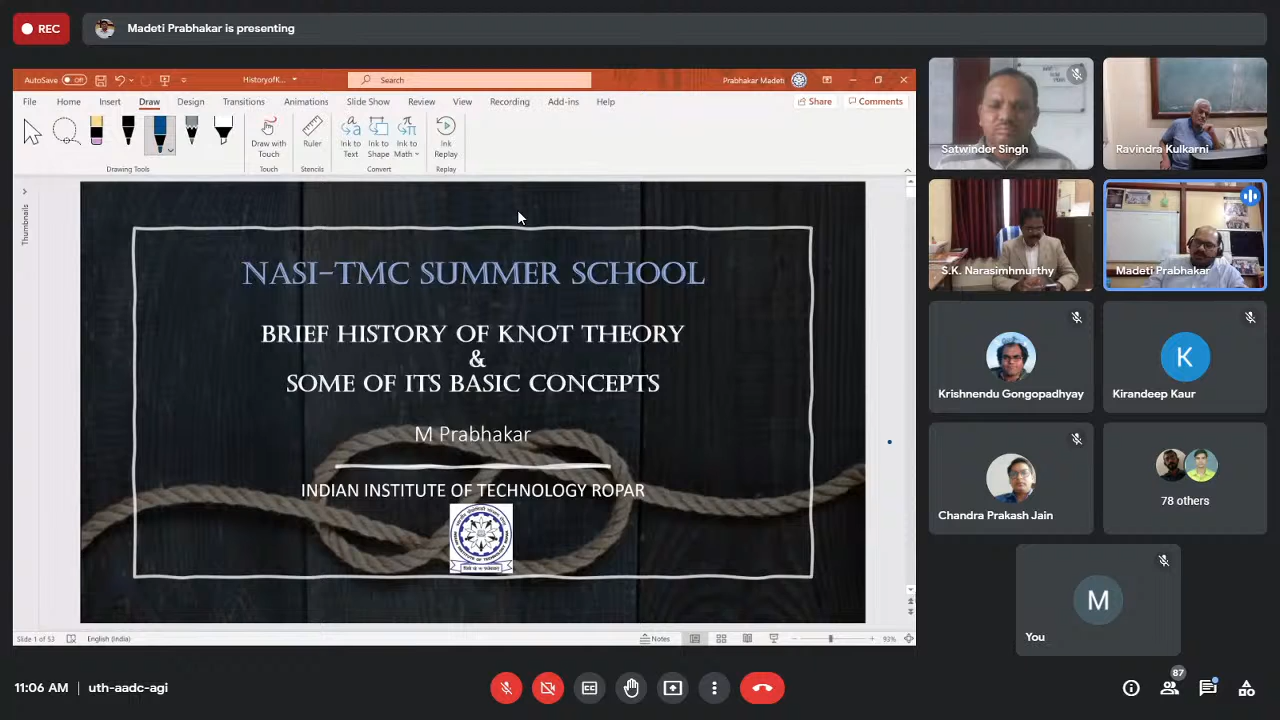 REC
Madeti Prabhakar is presenting
AutoSave Off
HistoryofK...
Search
Prabhakar Madeti
File Home Insert Draw Design Transitions Animations Slide Show Review View Recording Add-ins Help
Share Comments
Draw with Touch
Ruler
Ink to Text
Ink to Shape
Ink to Math
Ink Replay
Drawing Tools Touch Stencils Convert Replay
Thumbnails
NASI-TMC SUMMER SCHOOL
BRIEF HISTORY OF KNOT THEORY
&
SOME OF ITS BASIC CONCEPTS
M Prabhakar
INDIAN INSTITUTE OF TECHNOLOGY ROPAR
Slide 1 of 53 English (India)
Notes
93%
Satwinder Singh
Ravindra Kulkarni
S.K. Narasimhmurthy
Madeti Prabhakar
Krishnendu Gongopadhyay
K
Kirandeep Kaur
Chandra Prakash Jain
78 others
M
You
11:06 AM | uth-aadc-agi
87